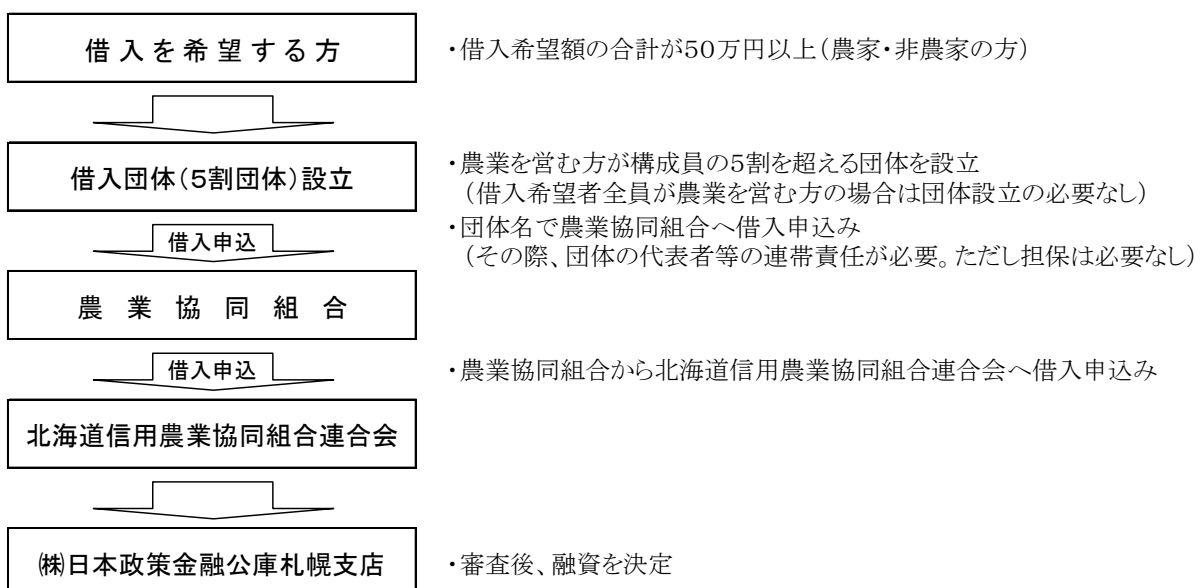 借入を希望する方
・借入希望額の合計が50万円以上(農家・非農家の方)
借入団体(5割団体)設立
・農業を営む方が構成員の5割を超える団体を設立
(借入希望者全員が農業を営む方の場合は団体設立の必要なし)
・団体名で農業協同組合へ借入申込み
(その際、団体の代表者等の連帯責任が必要。ただし担保は必要なし)
借入申込
農業協同組合
借入申込
・農業協同組合から北海道信用農業協同組合連合会へ借入申込み
北海道信用農業協同組合連合会
㈱日本政策金融公庫札幌支店
・審査後、融資を決定